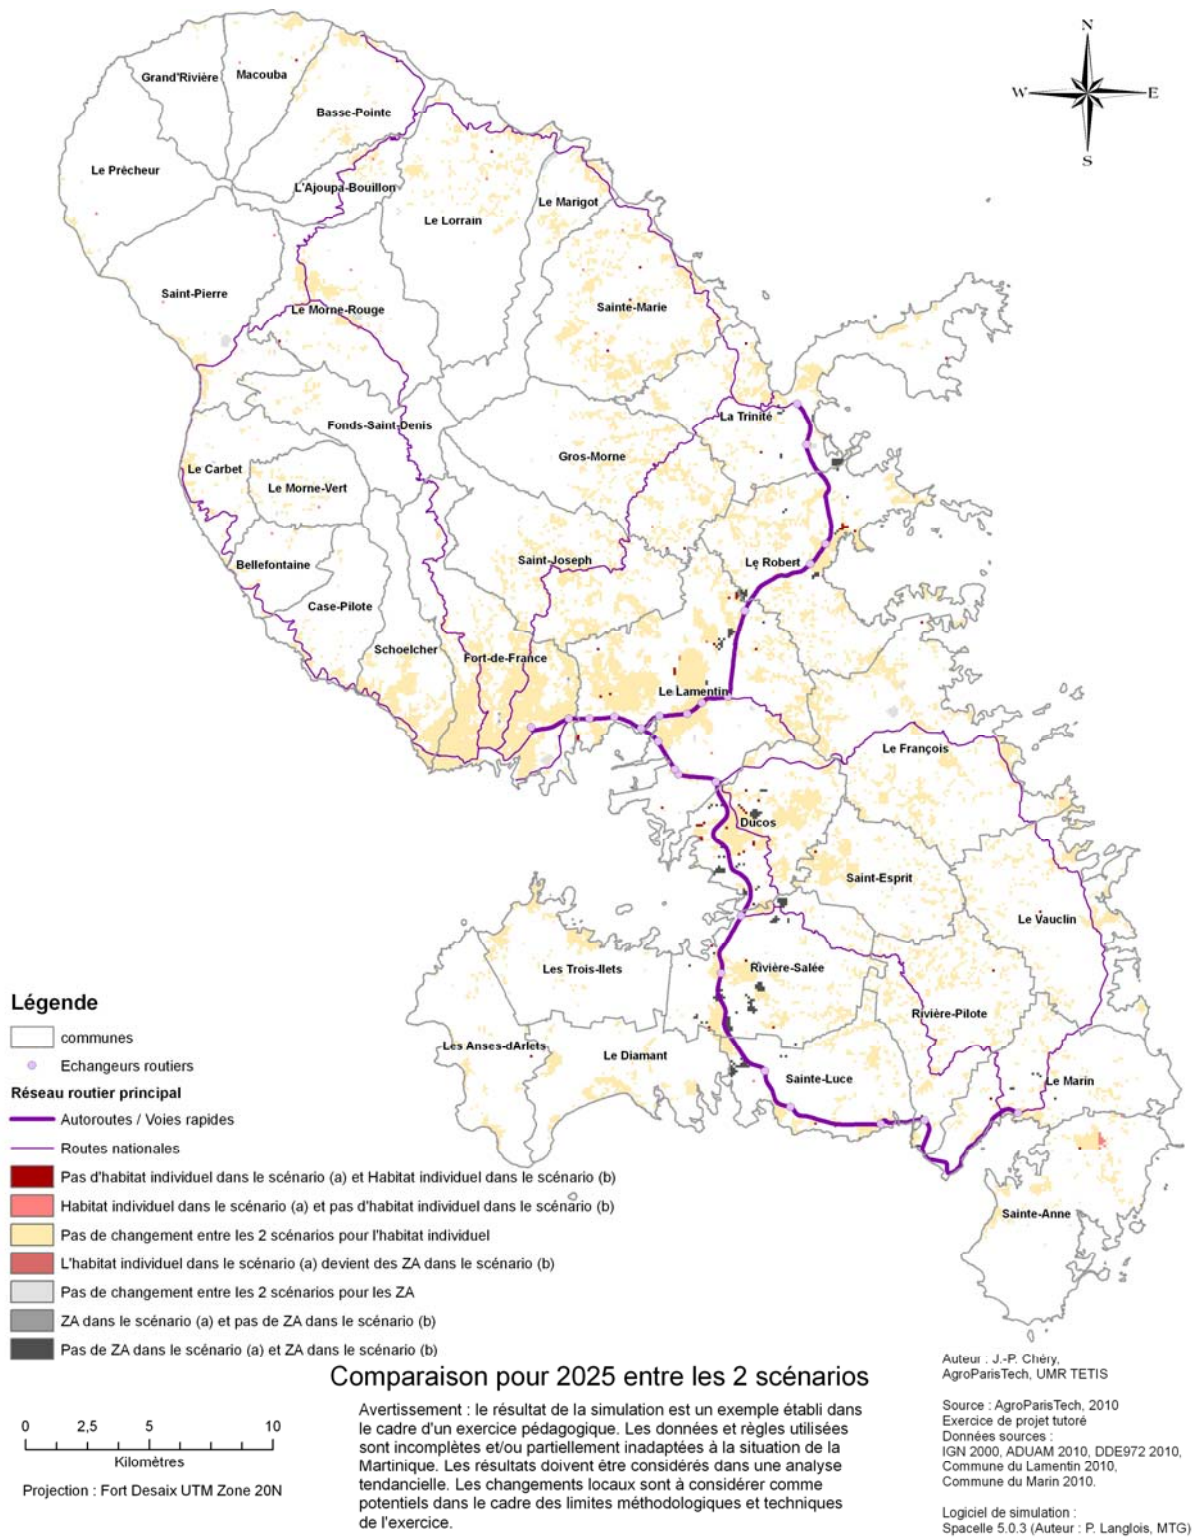 N
W
E
S
Grand'Rivière
Macouba
Basse-Pointe
Le Prêcheur
L'Ajoupa-Bouillon
Le Marigot
Le Lorrain
Saint-Pierre
Le Morne-Rouge
Sainte-Marie
La Trinité
Fonds-Saint-Denis
Gros-Morne
Le Carbet
Le Morne-Vert
Saint-Joseph
Le Robert
Bellefontaine
Case-Pilote
Schoelcher
Fort-de-France
Le Lamentin
Le François
Ducos
Saint-Esprit
Le Vauclin
Les Trois-Ilets
Rivière-Salée
Rivière-Pilote
Les Anses-dArlets
Le Diamant
Sainte-Luce
Le Marin
Sainte-Anne
Légende
communes
Echangeurs routiers
Réseau routier principal
Autoroutes / Voies rapides
Routes nationales
Pas d'habitat individuel dans le scénario (a) et Habitat individuel dans le scénario (b)
Habitat individuel dans le scénario (a) et pas d'habitat individuel dans le scénario (b)
Pas de changement entre les 2 scénarios pour l'habitat individuel
L'habitat individuel dans le scénario (a) devient des ZA dans le scénario (b)
Pas de changement entre les 2 scénarios pour les ZA
ZA dans le scénario (a) et pas de ZA dans le scénario (b)
Pas de ZA dans le scénario (a) et ZA dans le scénario (b)
0 2,5 5 10
Kilomètres
Projection : Fort Desaix UTM Zone 20N
Comparaison pour 2025 entre les 2 scénarios
Avertissement : le résultat de la simulation est un exemple établi dans
le cadre d'un exercice pédagogique. Les données et règles utilisées
sont incomplètes et/ou partiellement inadaptées à la situation de la
Martinique. Les résultats doivent être considérés dans une analyse
tendancielle. Les changements locaux sont à considérer comme
potentiels dans le cadre des limites méthodologiques et techniques
de l'exercice.
Auteur : J.-P. Chéry,
AgroParisTech, UMR TETIS
Source : AgroParisTech, 2010
Exercice de projet tutoré
Données sources :
IGN 2000, ADUAM 2010, DDE972 2010,
Commune du Lamentin 2010,
Commune du Marin 2010.
Logiciel de simulation :
Spacelle 5.0.3 (Auteur : P. Langlois, MTG)